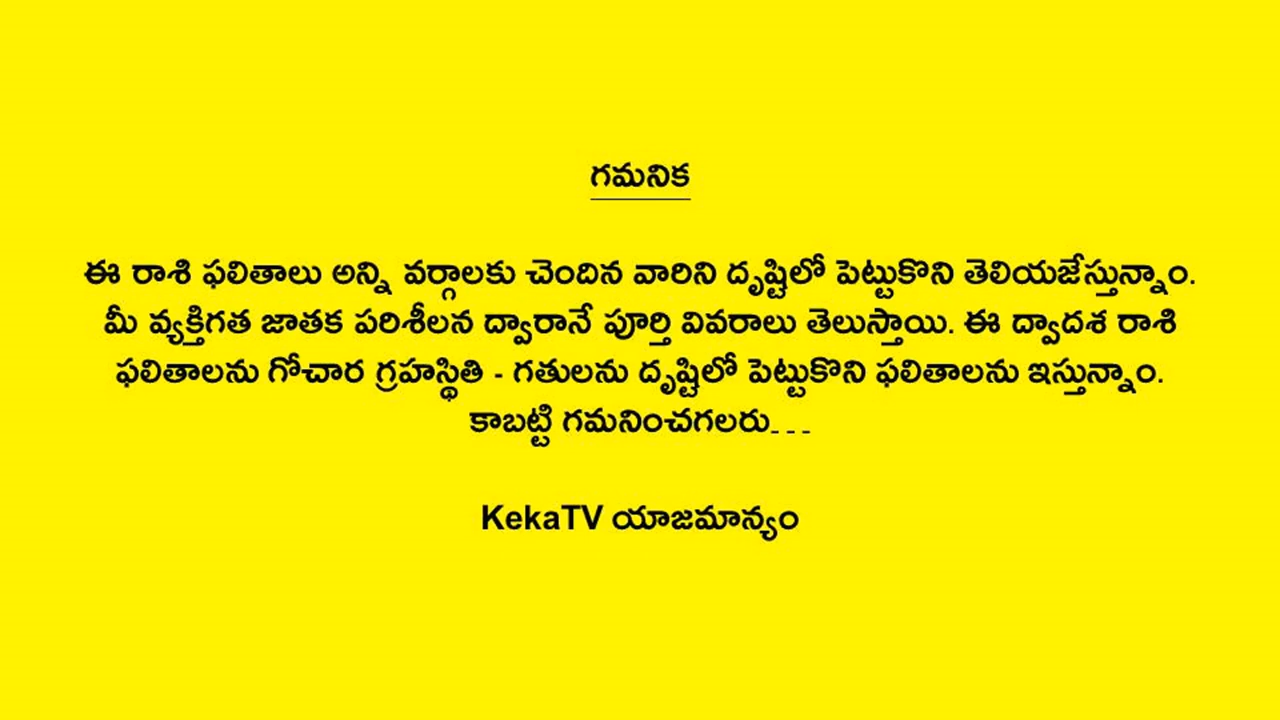 గమనిక
ఈ రాశి ఫలితాలు అన్ని వర్గాలకు చెందిన వారిని దృష్టిలో పెట్టుకొని తెలియజేస్తున్నాం.
మీ వ్యక్తిగత జాతక పరిశీలన ద్వారానే పూర్తి వివరాలు తెలుస్తాయి. ఈ ద్వాదశ రాశి
ఫలితాలను గోచార గ్రహస్థితి - గతులను దృష్టిలో పెట్టుకొని ఫలితాలను ఇస్తున్నాం.
కాబట్టి గమనించగలరు...
KekaTV యాజమాన్యం